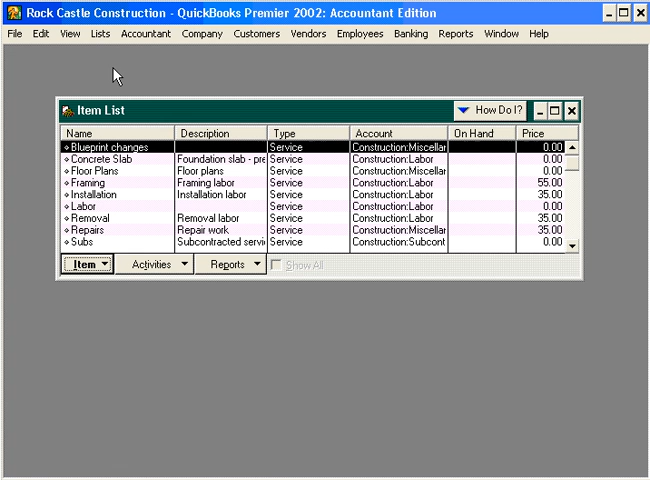 Rock Castle Construction - QuickBooks Premier 2002: Accountant Edition
File Edit View Lists Accountant Company Customers Vendors Employees Banking Reports Window Help
Item List How Do I?
Name Description Type Account On Hand Price
Blueprint changes Service Construction:Miscellar 0.00
Concrete Slab Foundation slab - pre Service Construction:Labor 0.00
Floor Plans Floor plans Service Construction:Miscellar 0.00
Framing Framing labor Service Construction:Labor 55.00
Installation Installation labor Service Construction:Labor 35.00
Labor Service Construction:Labor 0.00
Removal Removal labor Service Construction:Labor 35.00
Repairs Repair work Service Construction:Miscellar 35.00
Subs Subcontracted servi Service Construction:Subcont 0.00
Item Activities Reports Show All